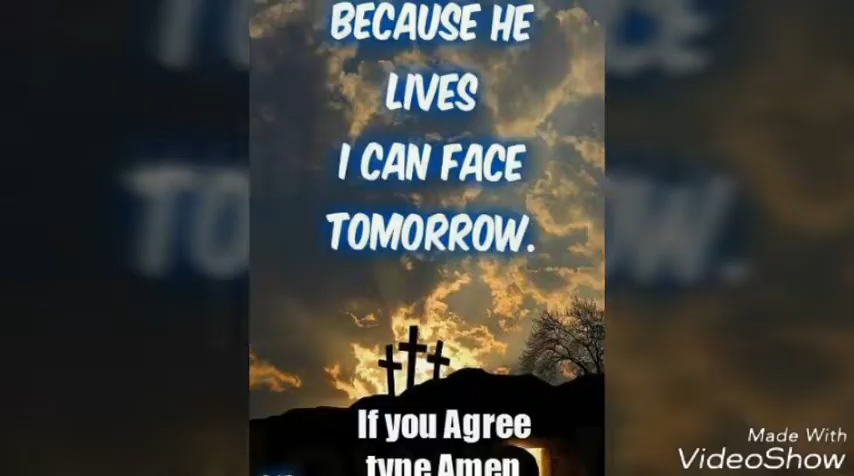 BECAUSE HE
LIVES
I CAN FACE
TOMORROW.
If you Agree
type Amen
Made With
VideoShow